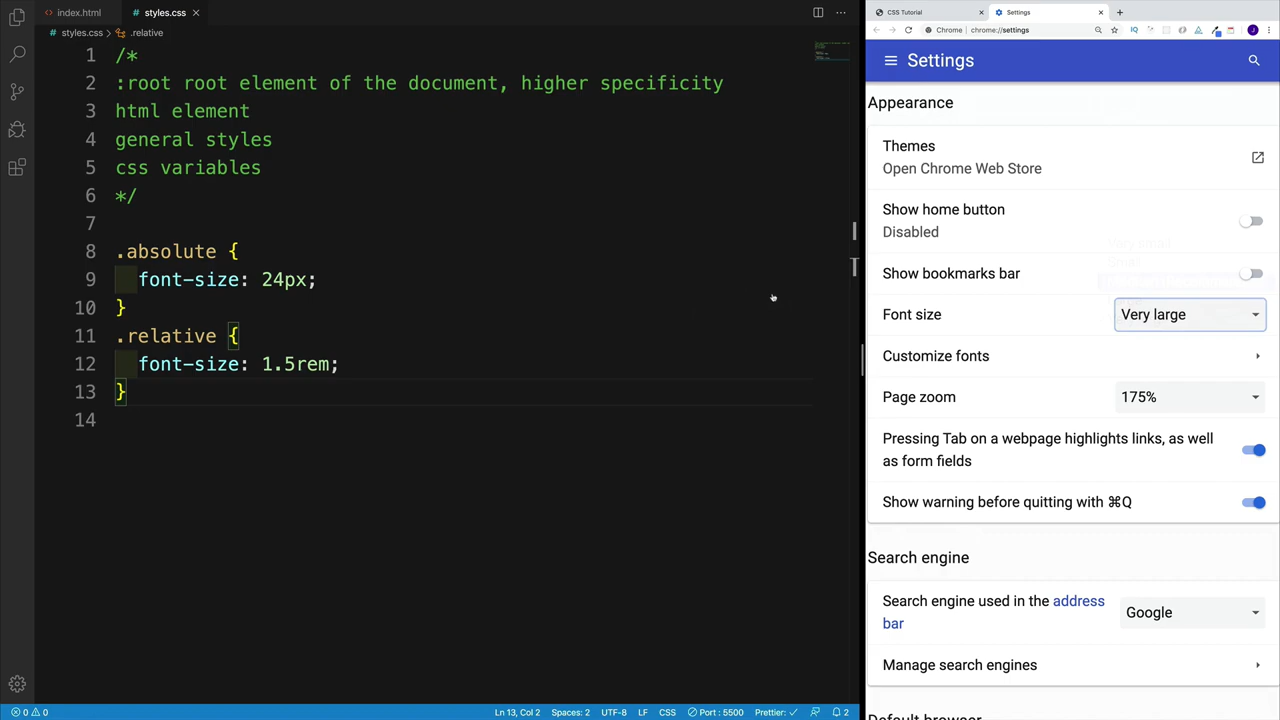 index.html
styles.css
styles.css
.relative
1 /*
2 :root root element of the document, higher specificity
3 html element
4 general styles
5 css variables
6 */
7
8 .absolute {
9 font-size: 24px;
10 }
11 .relative {
12 font-size: 1.5rem;
13 }
14
0 0
Ln 13, Col 2
Spaces: 2
UTF-8
LF
CSS
Port : 5500
Prettier: ✓
2
CSS Tutorial
Settings
Chrome | chrome://settings
J
Settings
Appearance
Themes
Open Chrome Web Store
Show home button
Disabled
Show bookmarks bar
Font size
Very large
Customize fonts
Page zoom
175%
Pressing Tab on a webpage highlights links, as well
as form fields
Show warning before quitting with ⌘Q
Search engine
Search engine used in the address
bar
Google
Manage search engines
Default browser